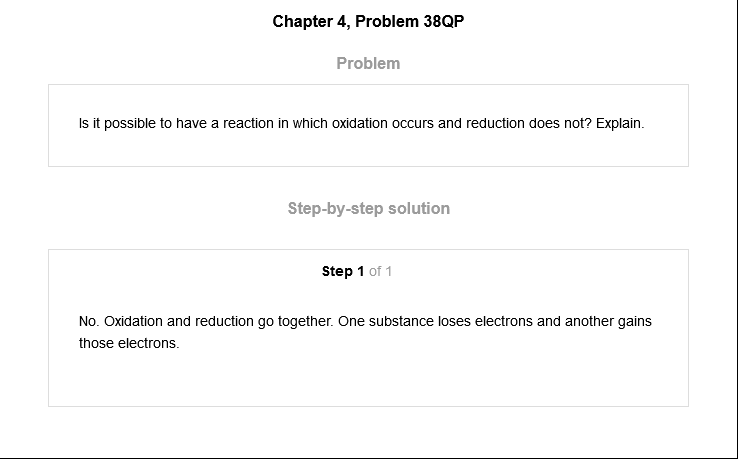 Chapter 4, Problem 38QP
Problem
Is it possible to have a reaction in which oxidation occurs and reduction does not? Explain.
Step-by-step solution
Step 1 of 1
No. Oxidation and reduction go together. One substance loses electrons and another gains
those electrons.